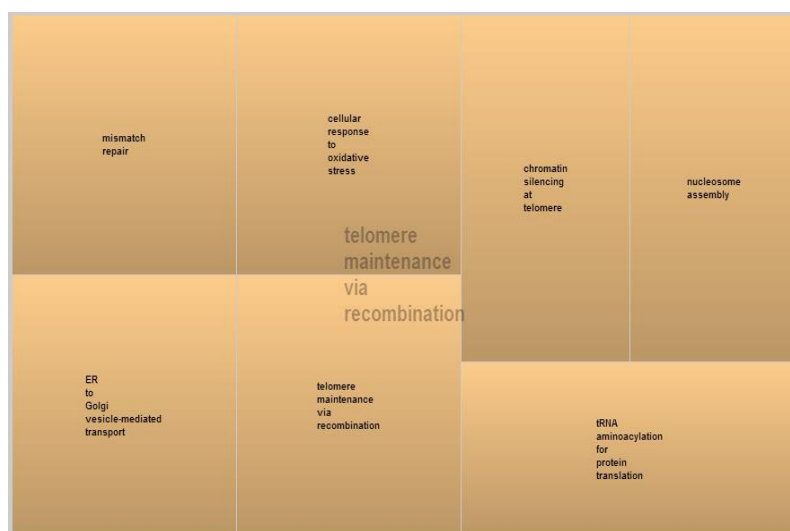 mismatch
repair
cellular
response
to
oxidative
stress
chromatin
silencing
at
telomere
nucleosome
assembly
telomere
maintenance
via
recombination
ER
to
Golgi
vesicle-mediated
transport
telomere
maintenance
via
recombination
tRNA
aminoacylation
for
protein
translation